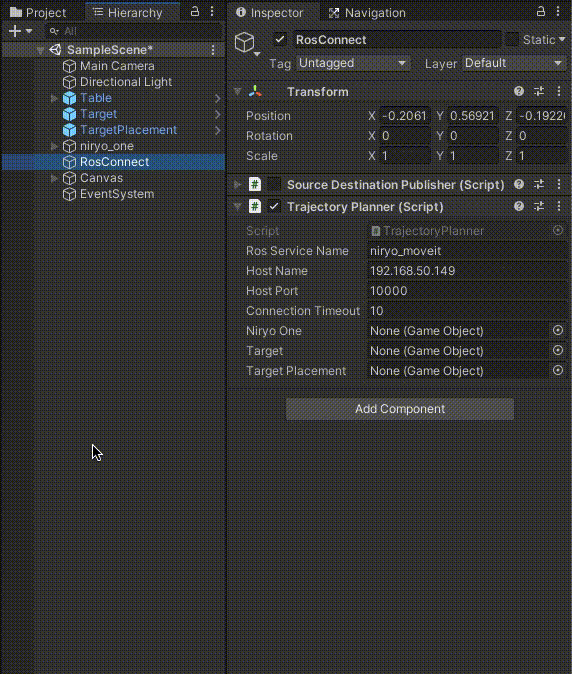 Project
Hierarchy
All
SampleScene*
Main Camera
Directional Light
Table
Target
TargetPlacement
niryo_one
RosConnect
Canvas
EventSystem
Inspector
Navigation
RosConnect
Static
Tag Untagged Layer Default
Transform
Position X -0.2061 Y 0.56921 Z -0.1922
Rotation X 0 Y 0 Z 0
Scale X 1 Y 1 Z 1
# Source Destination Publisher (Script)
# Trajectory Planner (Script)
Script # TrajectoryPlanner
Ros Service Name niryo_moveit
Host Name 192.168.50.149
Host Port 10000
Connection Timeout 10
Niryo One None (Game Object)
Target None (Game Object)
Target Placement None (Game Object)
Add Component